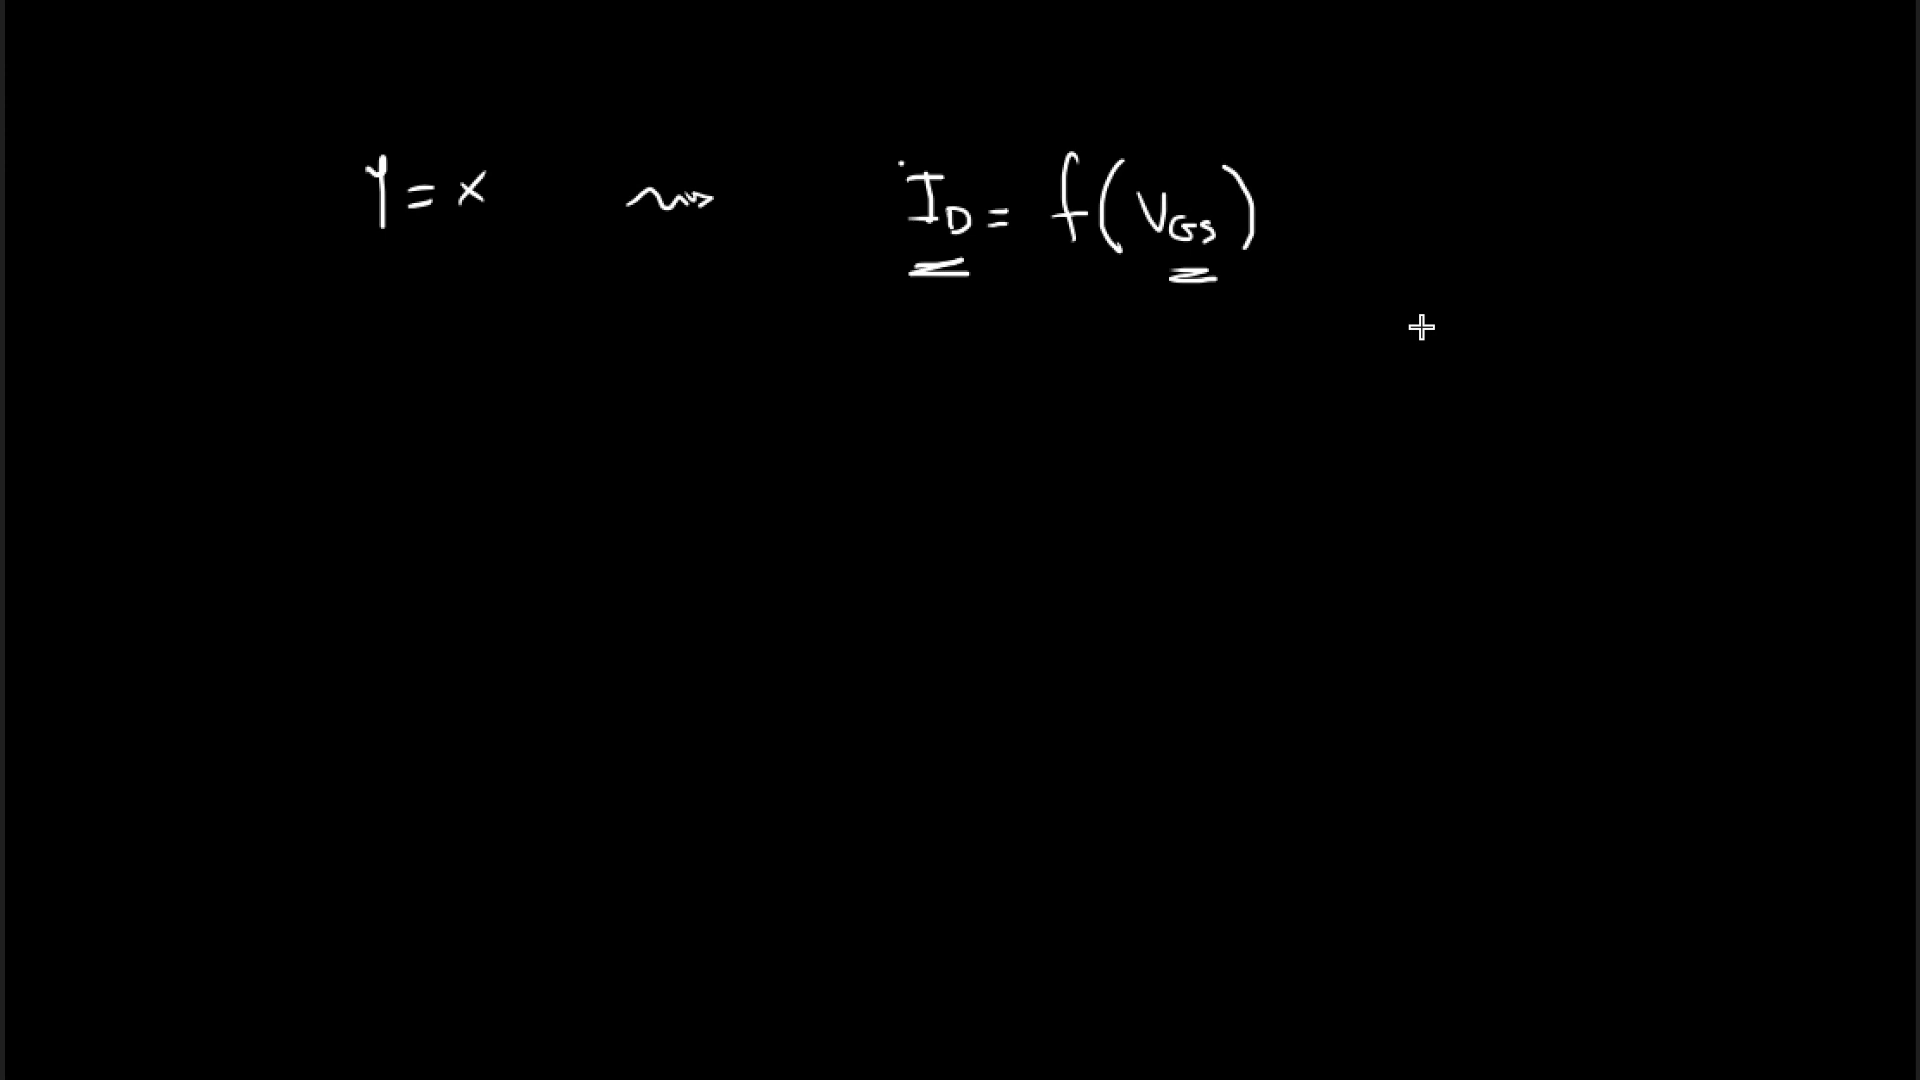 Y = x ⇝ I_D = f(V_GS)